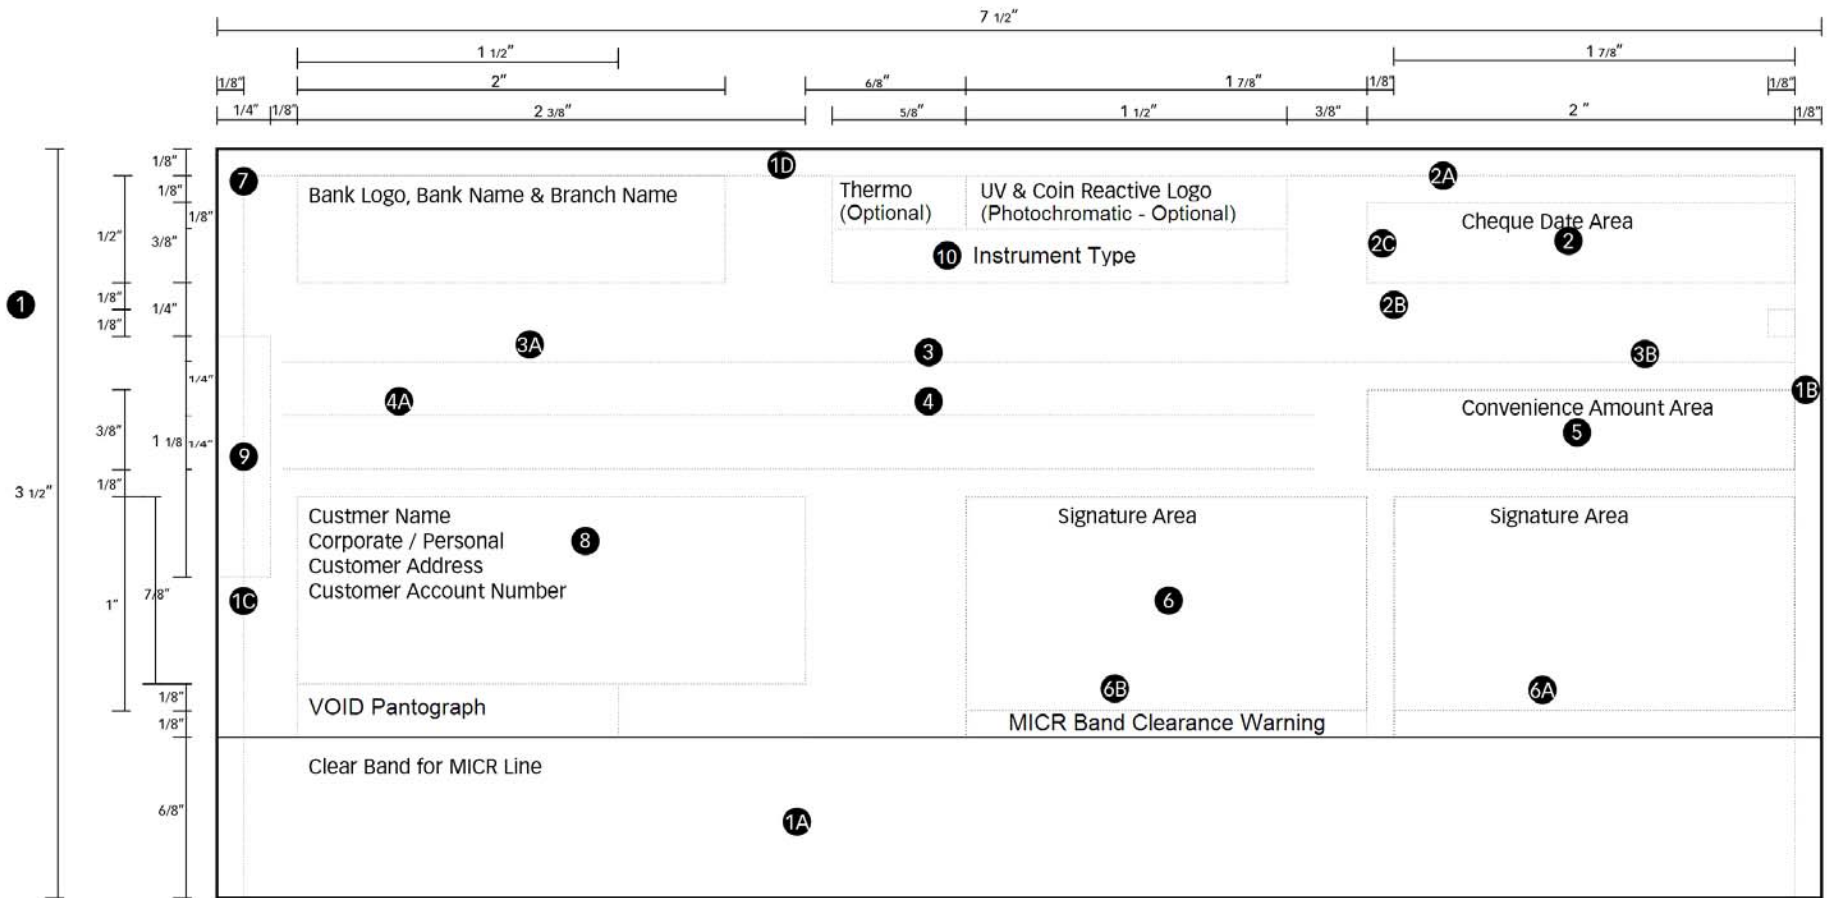 7 1/2"
1 1/2"
1 7/8"
1/8"
2"
6/8"
1 7/8"
1/8"
1/8"
1/4"
1/8"
2 3/8"
5/8"
1 1/2"
3/8"
2 "
1/8"
1/8"
1D
7
1/8"
Bank Logo, Bank Name & Branch Name
Thermo
(Optional)
UV & Coin Reactive Logo
(Photochromatic - Optional)
2A
1/8"
Cheque Date Area
1/2"
3/8"
2C
2
10 Instrument Type
1
1/8"
1/4"
2B
1/8"
3A
3
3B
1/4"
1B
4A
4
Convenience Amount Area
3/8"
1 1/8
1/4"
5
9
3 1/2"
1/8"
Custmer Name
Corporate / Personal
Customer Address
Customer Account Number
8
Signature Area
Signature Area
1"
7/8"
1C
6
1/8"
6B
6A
VOID Pantograph
1/8"
MICR Band Clearance Warning
Clear Band for MICR Line
6/8"
1A